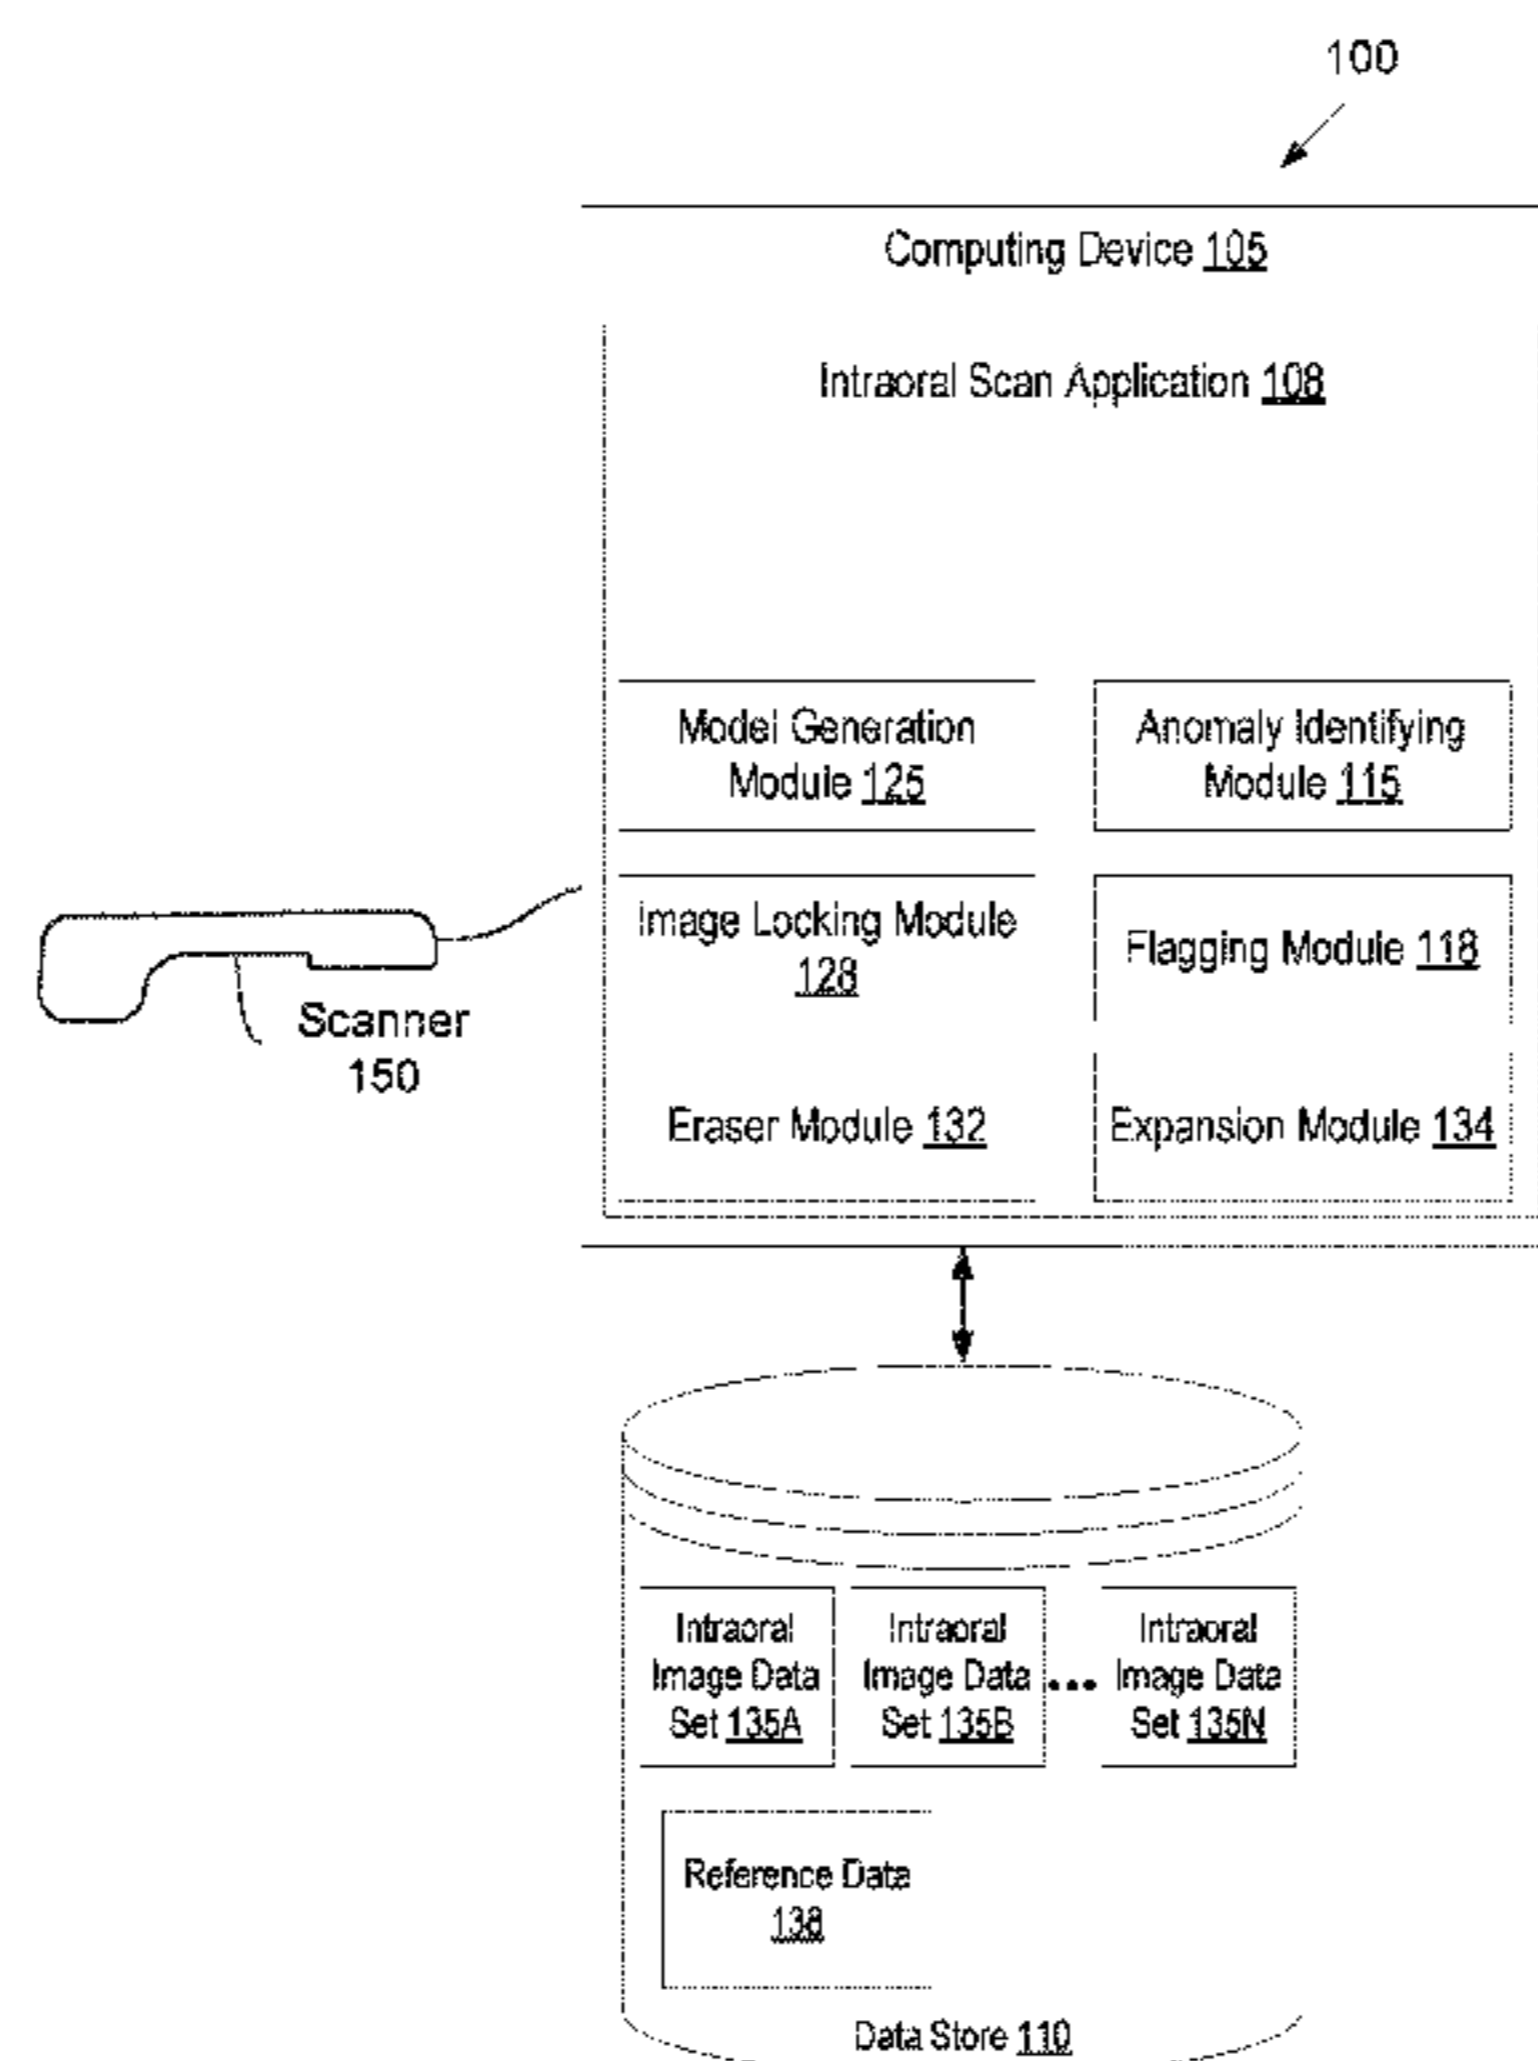 100
Computing Device 105
Intraoral Scan Application 108
Model Generation
Module 125
Anomaly Identifying
Module 115
Image Locking Module
128
Flagging Module 118
Scanner
150
Eraser Module 132
Expansion Module 134
Intraoral
Image Data
Set 135A
Intraoral
Image Data
Set 135B
...
Intraoral
Image Data
Set 135N
Reference Data
138
Data Store 110